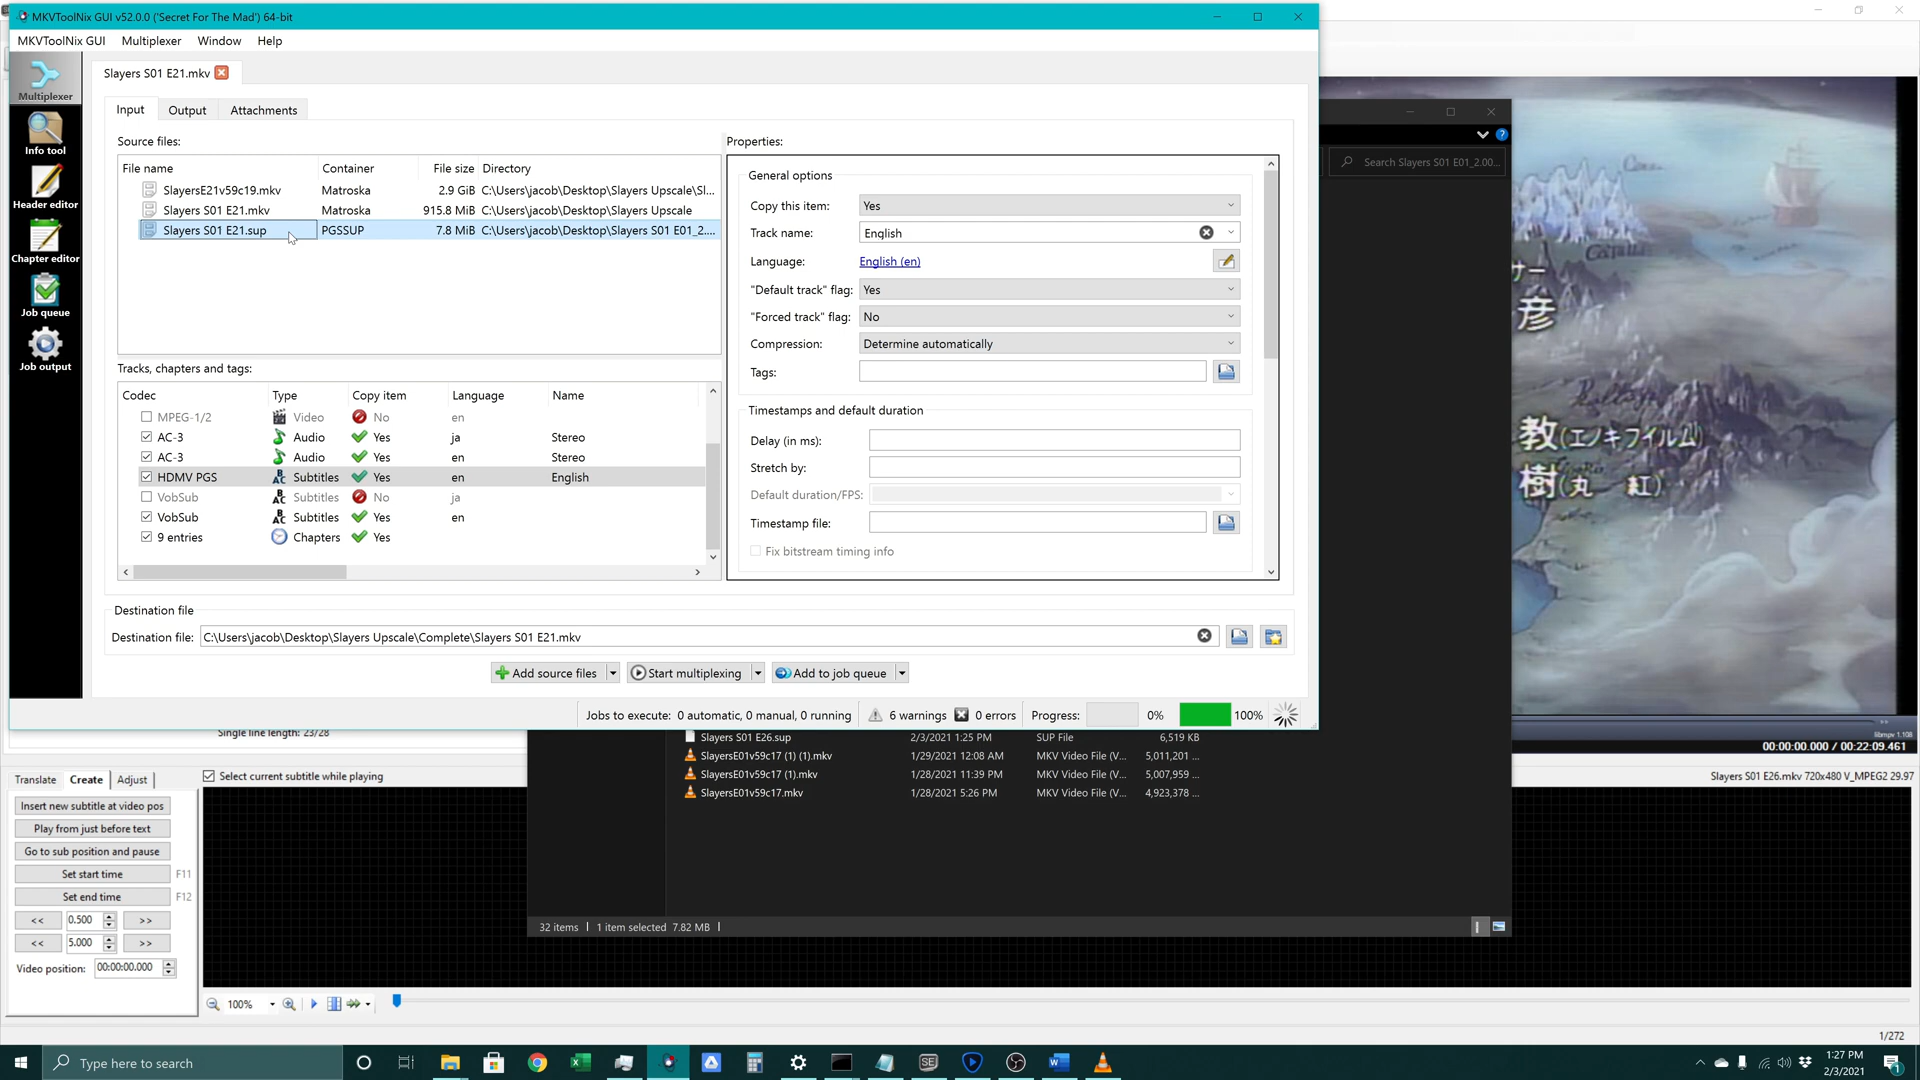 MKVToolNix GUI v52.0.0 ('Secret For The Mad') 64-bit
MKVToolNix GUI Multiplexer Window Help
Multiplexer
Info tool
Header editor
Chapter editor
Job queue
Job output
Slayers S01 E21.mkv
Input Output Attachments
Source files:
File name Container File size Directory
SlayersE21v59c19.mkv Matroska 2.9 GiB C:\Users\jacob\Desktop\Slayers Upscale\Sl...
Slayers S01 E21.mkv Matroska 915.8 MiB C:\Users\jacob\Desktop\Slayers Upscale
Slayers S01 E21.sup PGSSUP 7.8 MiB C:\Users\jacob\Desktop\Slayers S01 E01_2....
Tracks, chapters and tags:
Codec Type Copy item Language Name
MPEG-1/2 Video No en
AC-3 Audio Yes ja Stereo
AC-3 Audio Yes en Stereo
HDMV PGS Subtitles Yes en English
VobSub Subtitles No ja
VobSub Subtitles Yes en
9 entries Chapters Yes
Properties:
General options
Copy this item: Yes
Track name: English
Language: English (en)
"Default track" flag: Yes
"Forced track" flag: No
Compression: Determine automatically
Tags:
Timestamps and default duration
Delay (in ms):
Stretch by:
Default duration/FPS:
Timestamp file:
Fix bitstream timing info
Destination file
Destination file: C:\Users\jacob\Desktop\Slayers Upscale\Complete\Slayers S01 E21.mkv
Add source files Start multiplexing Add to job queue
Jobs to execute: 0 automatic, 0 manual, 0 running 6 warnings 0 errors Progress: 0% 100%
Search Slayers S01 E01_2.00...
サー
彦
教(エノキフイルム)
樹(丸 紅)
libmpv 1.108
00:00:00.000 / 00:22:09.461
Slayers S01 E26.mkv 720x480 V_MPEG2 29.97
Single line length: 23/28
Slayers S01 E26.sup 2/3/2021 1:25 PM SUP File 6,519 KB
SlayersE01v59c17 (1) (1).mkv 1/29/2021 12:08 AM MKV Video File (V... 5,011,201 ...
SlayersE01v59c17 (1).mkv 1/28/2021 11:39 PM MKV Video File (V... 5,007,959 ...
SlayersE01v59c17.mkv 1/28/2021 5:26 PM MKV Video File (V... 4,923,378 ...
32 items 1 item selected 7.82 MB
Translate Create Adjust
Select current subtitle while playing
Insert new subtitle at video pos
Play from just before text
Go to sub position and pause
Set start time F11
Set end time F12
<< 0.500 >>
<< 5.000 >>
Video position: 00:00:00.000
100%
1/272
Type here to search
1:27 PM
2/3/2021
1